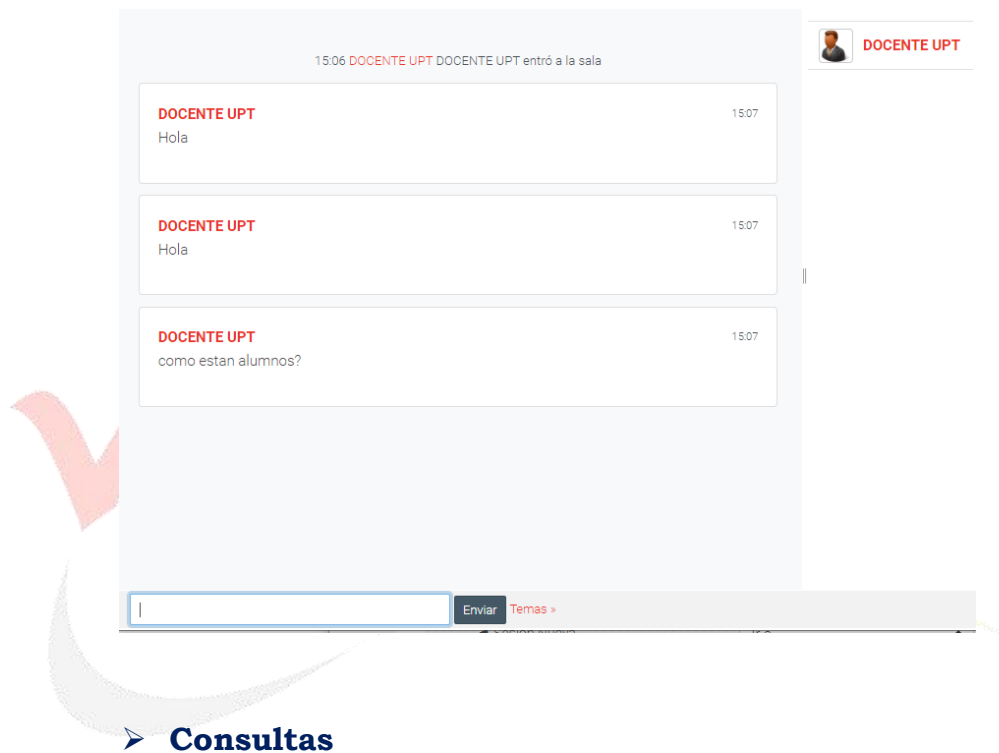 DOCENTE UPT
15:06 DOCENTE UPT DOCENTE UPT entró a la sala
DOCENTE UPT 15:07
Hola
DOCENTE UPT 15:07
Hola
DOCENTE UPT 15:07
como estan alumnos?
Enviar Temas »
➢ Consultas